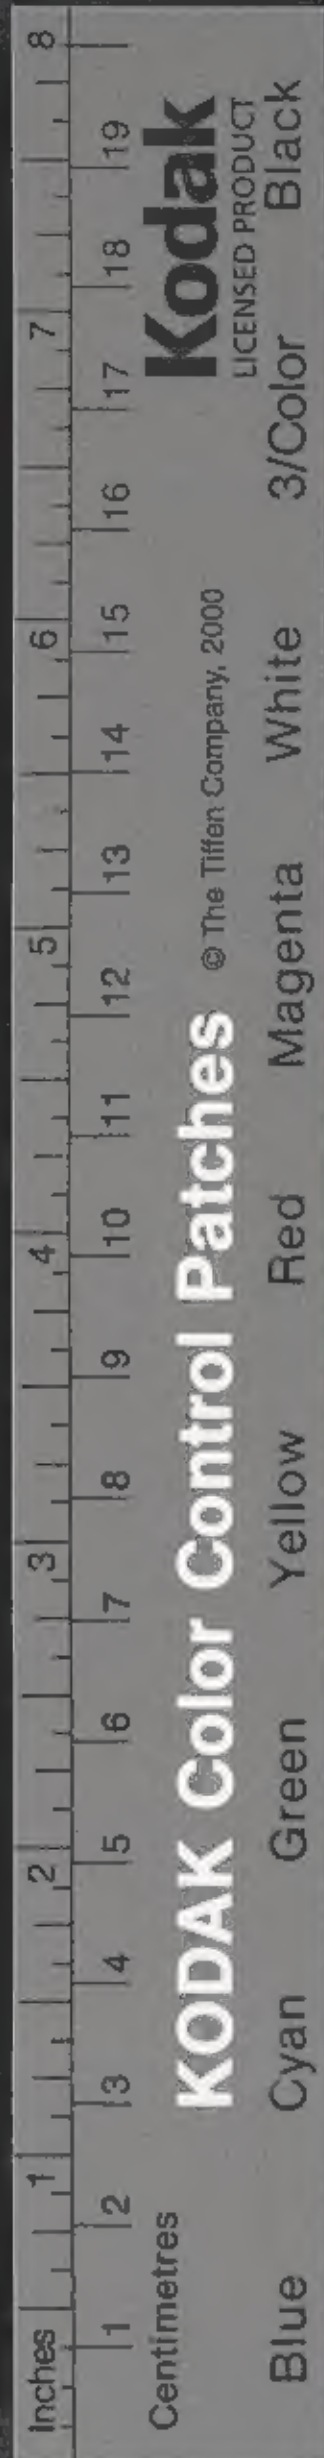 Inches 1 2 3 4 5 6 7 8
1 2 3 4 5 6 7 8 9 10 11 12 13 14 15 16 17 18 19
Centimetres
KODAK Color Control Patches © The Tiffen Company, 2000
Kodak
LICENSED PRODUCT
Blue Cyan Green Yellow Red Magenta White 3/Color Black